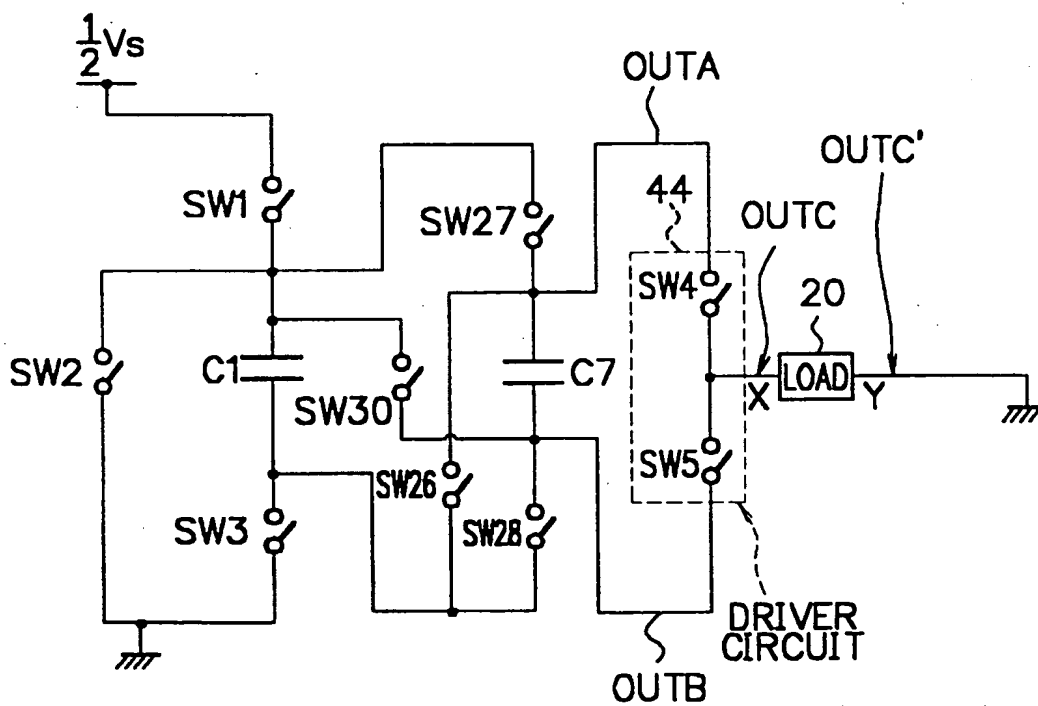 ½Vs
OUTA
OUTC'
44
OUTC
SW1
SW27
SW4
20
SW2
C1
C7
LOAD
SW30
X
Y
SW26
SW5
SW3
SW28
DRIVER
CIRCUIT
OUTB